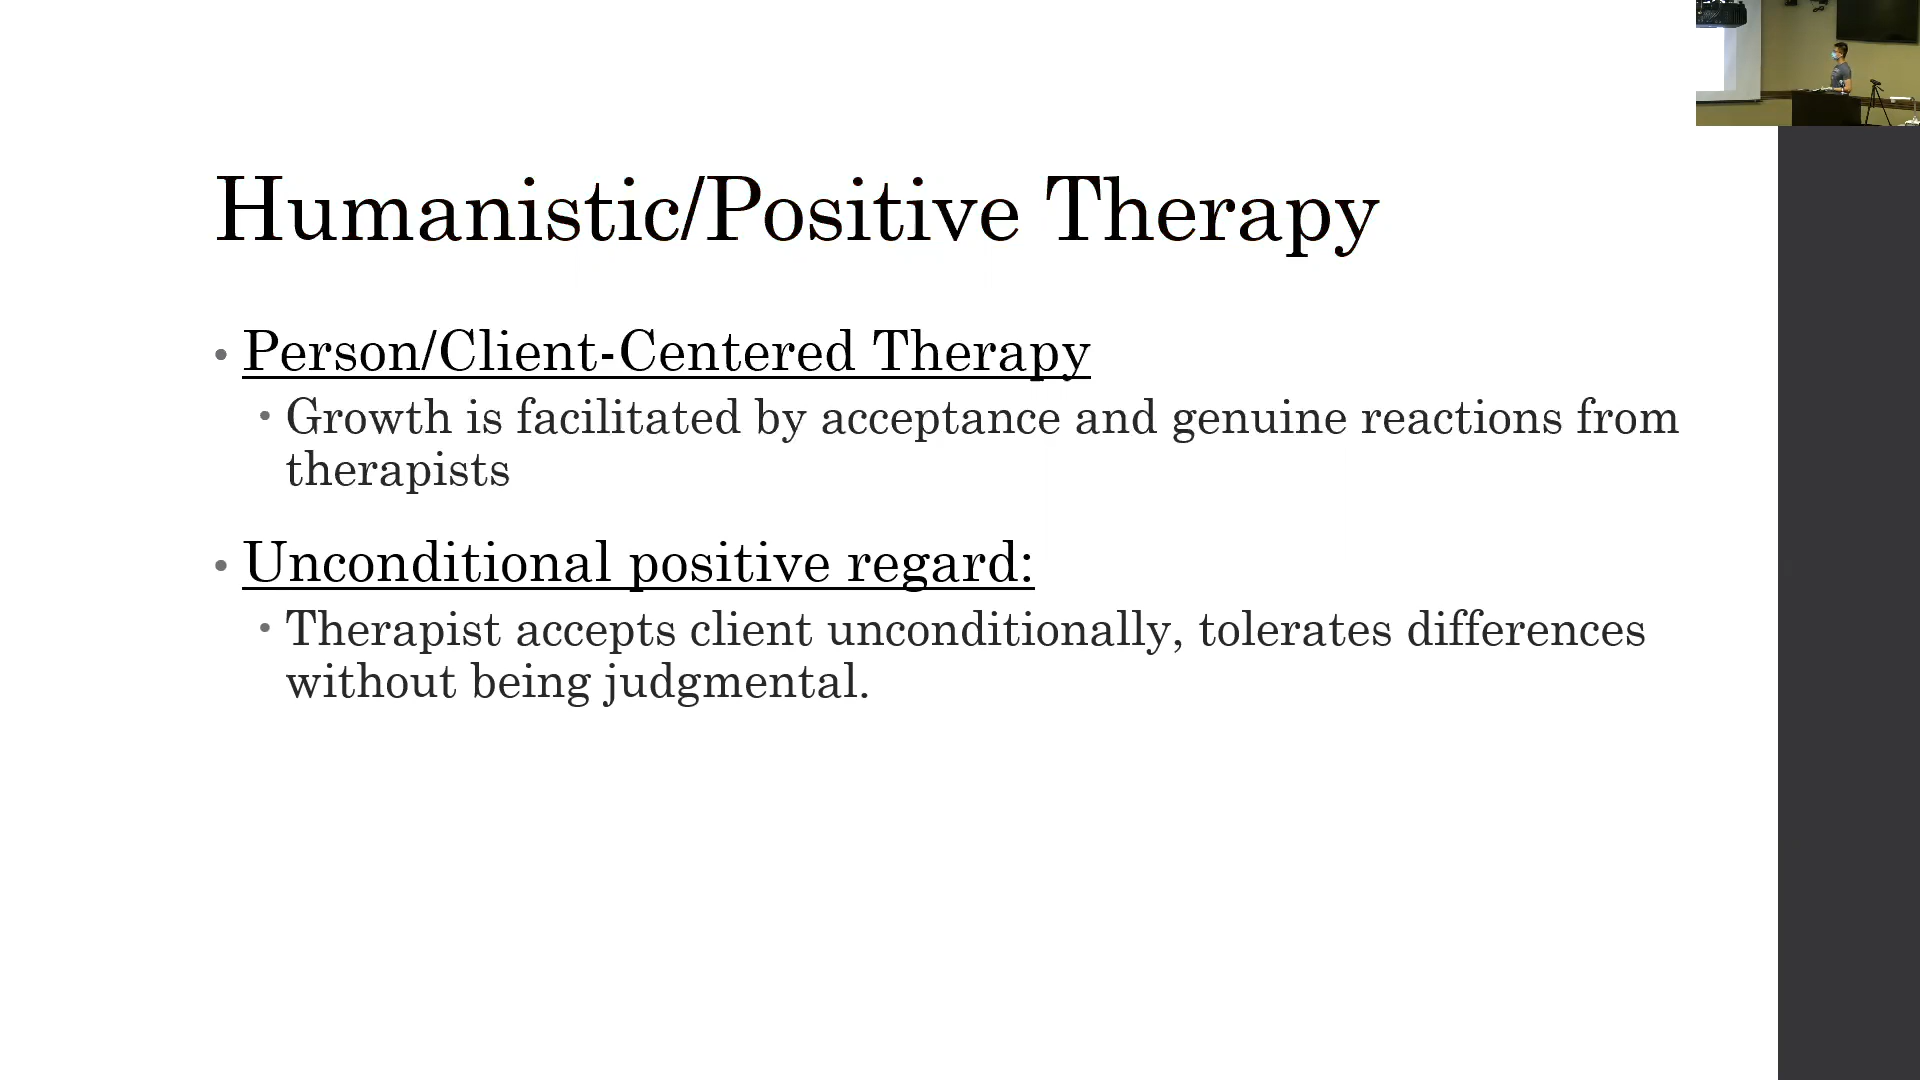 Humanistic/Positive Therapy
• Person/Client-Centered Therapy
▪ Growth is facilitated by acceptance and genuine reactions from
therapists
• Unconditional positive regard:
▪ Therapist accepts client unconditionally, tolerates differences
without being judgmental.